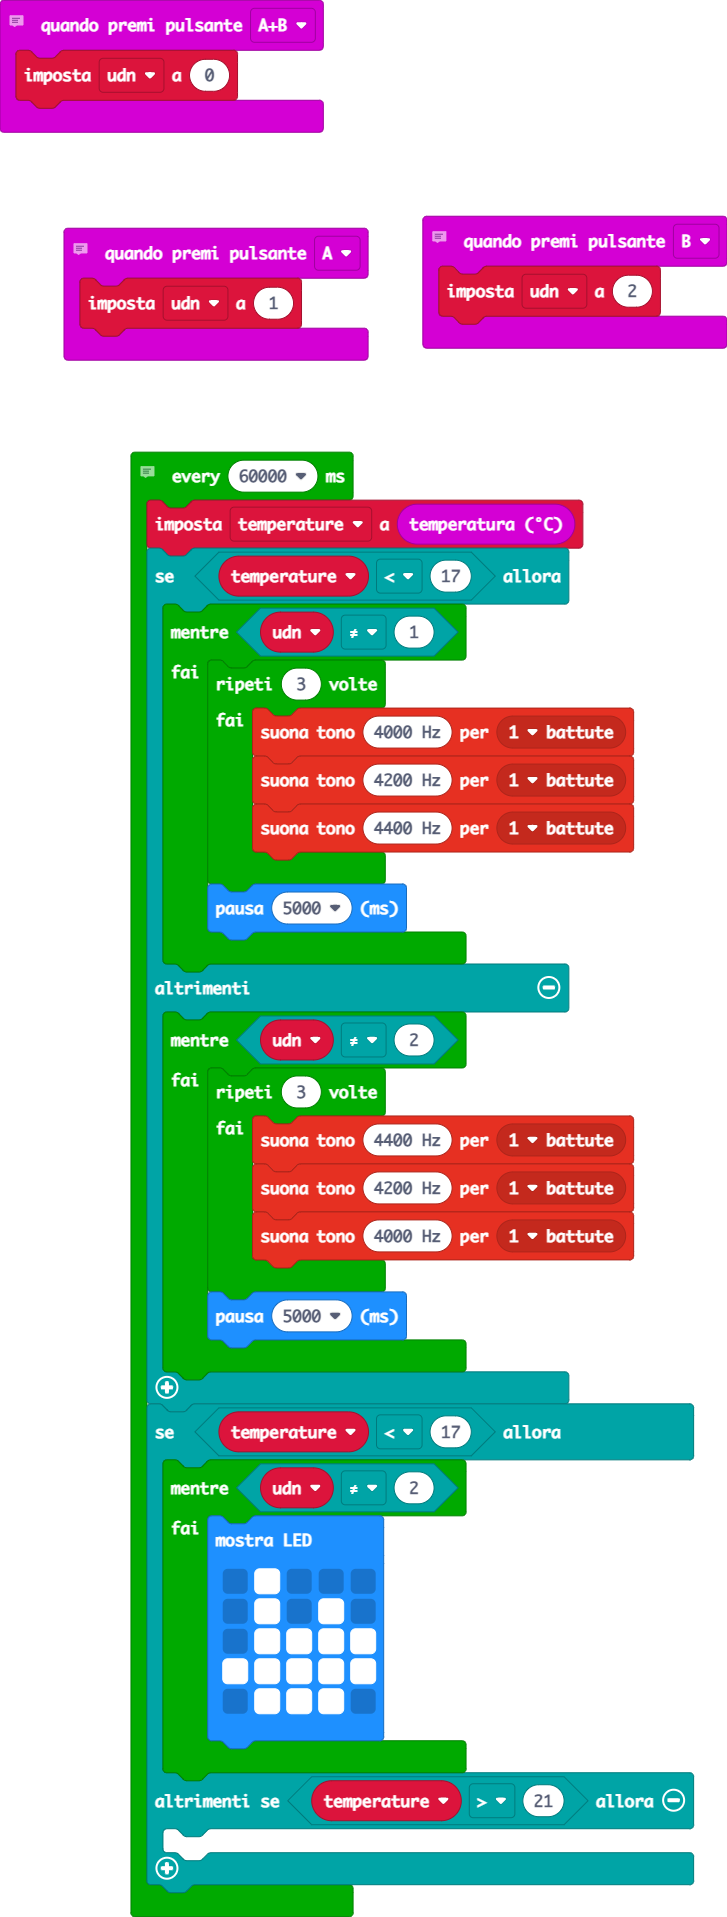 quando premi pulsante A+B
imposta udn a 0
quando premi pulsante A
imposta udn a 1
quando premi pulsante B
imposta udn a 2
every 60000 ms
imposta temperature a temperatura (°C)
se temperature < 17 allora
mentre udn ≠ 1
fai
ripeti 3 volte
fai
suona tono 4000 Hz per 1 battute
suona tono 4200 Hz per 1 battute
suona tono 4400 Hz per 1 battute
pausa 5000 (ms)
altrimenti
mentre udn ≠ 2
fai
ripeti 3 volte
fai
suona tono 4400 Hz per 1 battute
suona tono 4200 Hz per 1 battute
suona tono 4000 Hz per 1 battute
pausa 5000 (ms)
se temperature < 17 allora
mentre udn ≠ 2
fai
mostra LED
altrimenti se temperature > 21 allora